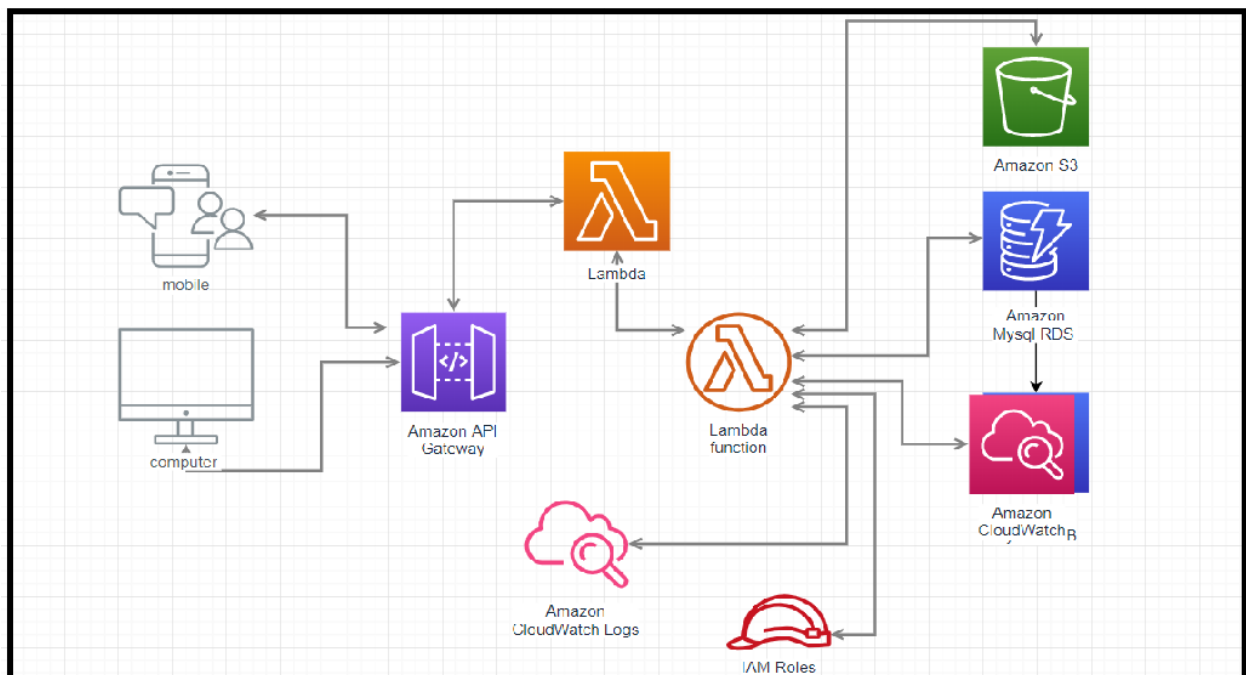 Amazon S3
mobile
Lambda
Amazon
Mysql RDS
</>
Amazon API
Gateway
computer
Lambda
function
Amazon
CloudWatch
B
Amazon
CloudWatch Logs
IAM Roles